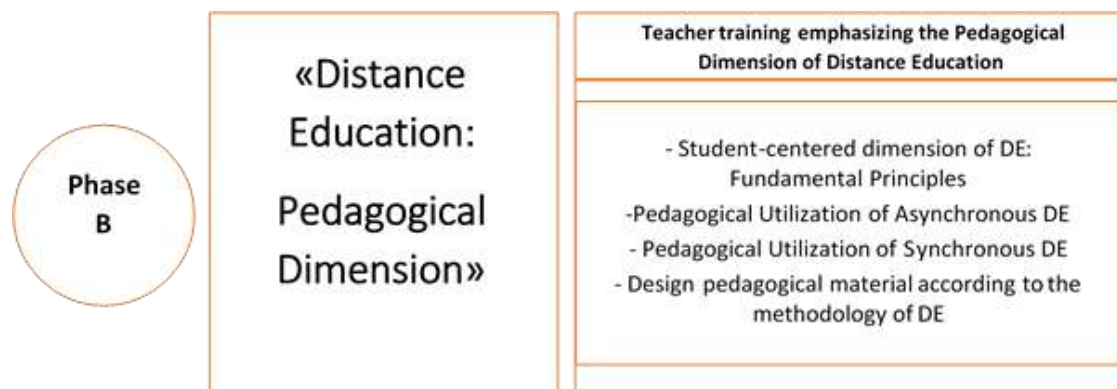 Phase
B
«Distance
Education:
Pedagogical
Dimension»
Teacher training emphasizing the Pedagogical
Dimension of Distance Education
- Student-centered dimension of DE:
Fundamental Principles
-Pedagogical Utilization of Asynchronous DE
- Pedagogical Utilization of Synchronous DE
- Design pedagogical material according to the
methodology of DE